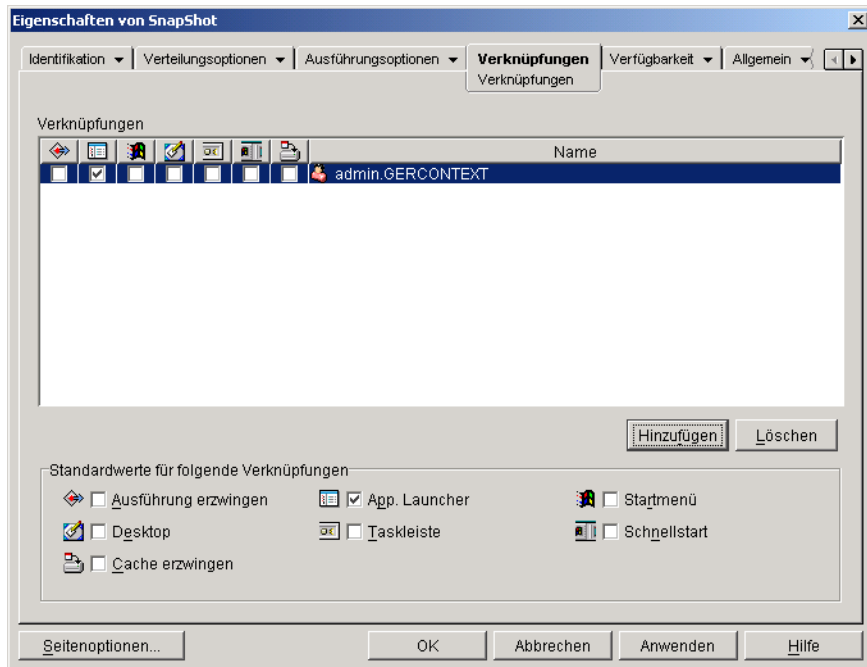 Eigenschaften von SnapShot
Identifikation Verteilungsoptionen Ausführungsoptionen Verknüpfungen Verfügbarkeit Allgemein
Verknüpfungen
Verknüpfungen
Name
admin.GERCONTEXT
Hinzufügen Löschen
Standardwerte für folgende Verknüpfungen
Ausführung erzwingen App. Launcher Startmenü
Desktop Taskleiste Schnellstart
Cache erzwingen
Seitenoptionen... OK Abbrechen Anwenden Hilfe